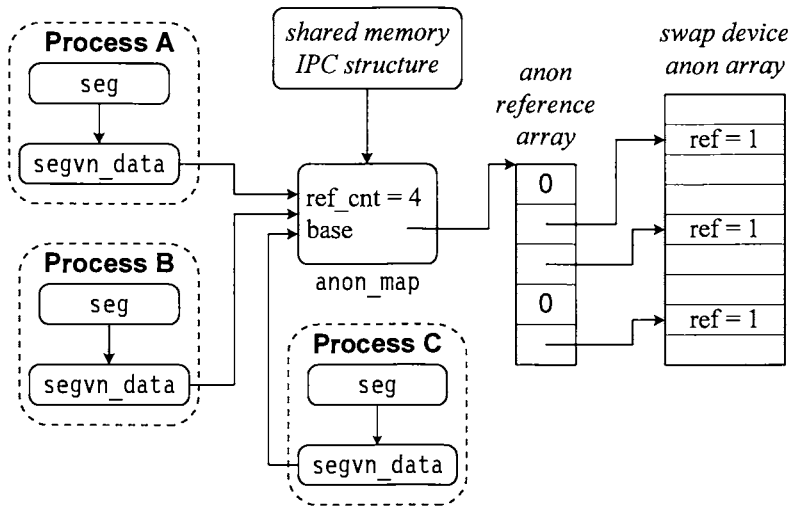 Process A
seg
segvn_data
shared memory
IPC structure
anon
reference
array
swap device
anon array
ref_cnt = 4
base
anon_map
0
0
ref = 1
ref = 1
ref = 1
Process B
seg
segvn_data
Process C
seg
segvn_data